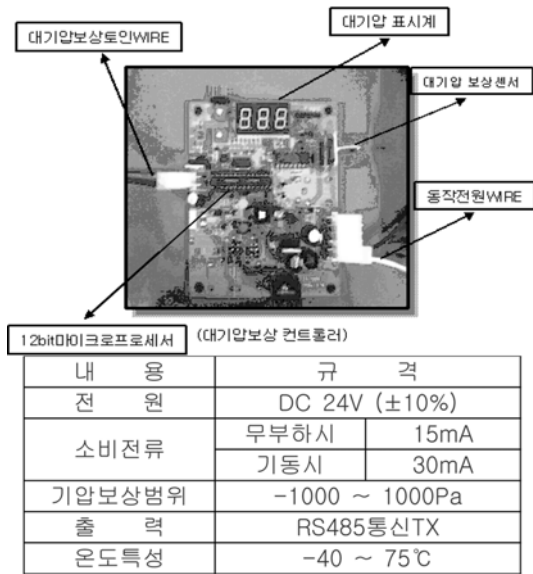 대기압보상토인WIRE
대기압 표시계
대기압 보상센서
동작전원WIRE
888
12bit마이크로프로세서
(대기압보상 컨트롤러)
내 용 규 격
전 원 DC 24V (±10%)
소비전류 무부하시 15mA
기동시 30mA
기압보상범위 -1000 ~ 1000Pa
출 력 RS485통신TX
온도특성 -40 ~ 75℃